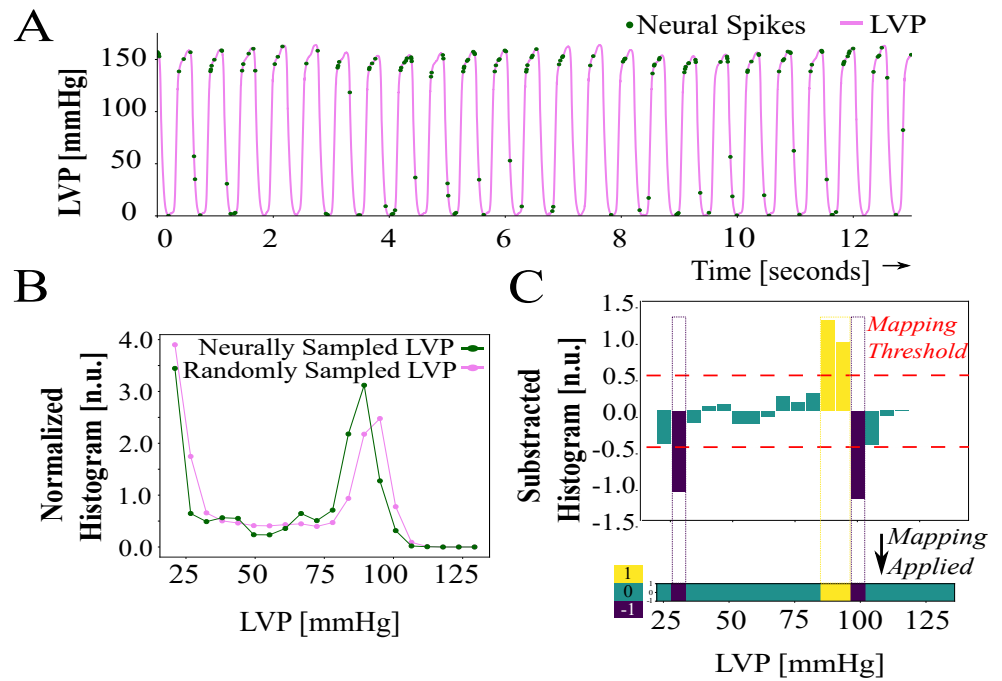 A
Neural Spikes
LVP
LVP [mmHg]
150
100
50
0
0
2
4
6
8
10
12
Time [seconds]
B
Normalized
Histogram [n.u.]
4.0
3.0
2.0
1.0
0.0
Neurally Sampled LVP
Randomly Sampled LVP
25
50
75
100
125
LVP [mmHg]
C
Substracted
Histogram [n.u.]
1.5
1.0
0.5
0.0
-0.5
-1.0
-1.5
Mapping
Threshold
Mapping
Applied
1
0
-1
1
0
-1
25
50
75
100
LVP [mmHg]